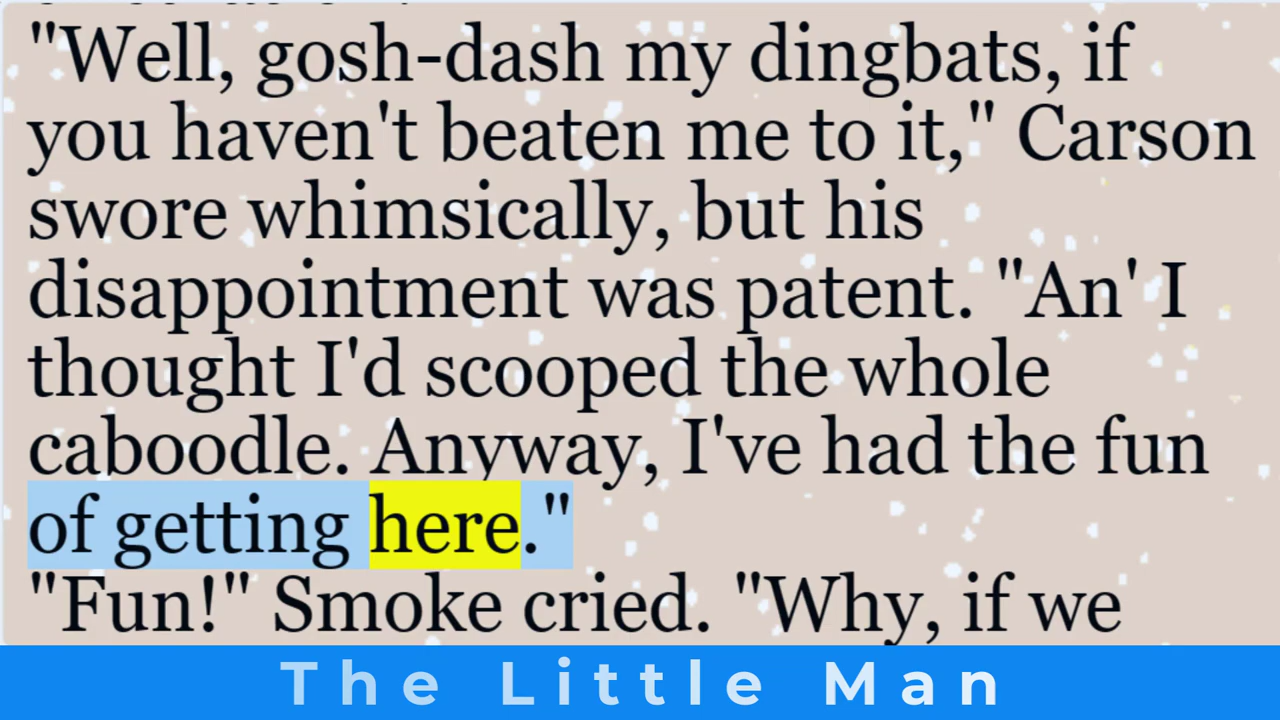 "Well, gosh-dash my dingbats, if
you haven't beaten me to it," Carson
swore whimsically, but his
disappointment was patent. "An' I
thought I'd scooped the whole
caboodle. Anyway, I've had the fun
of getting here."
"Fun!" Smoke cried. "Why, if we
The Little Man